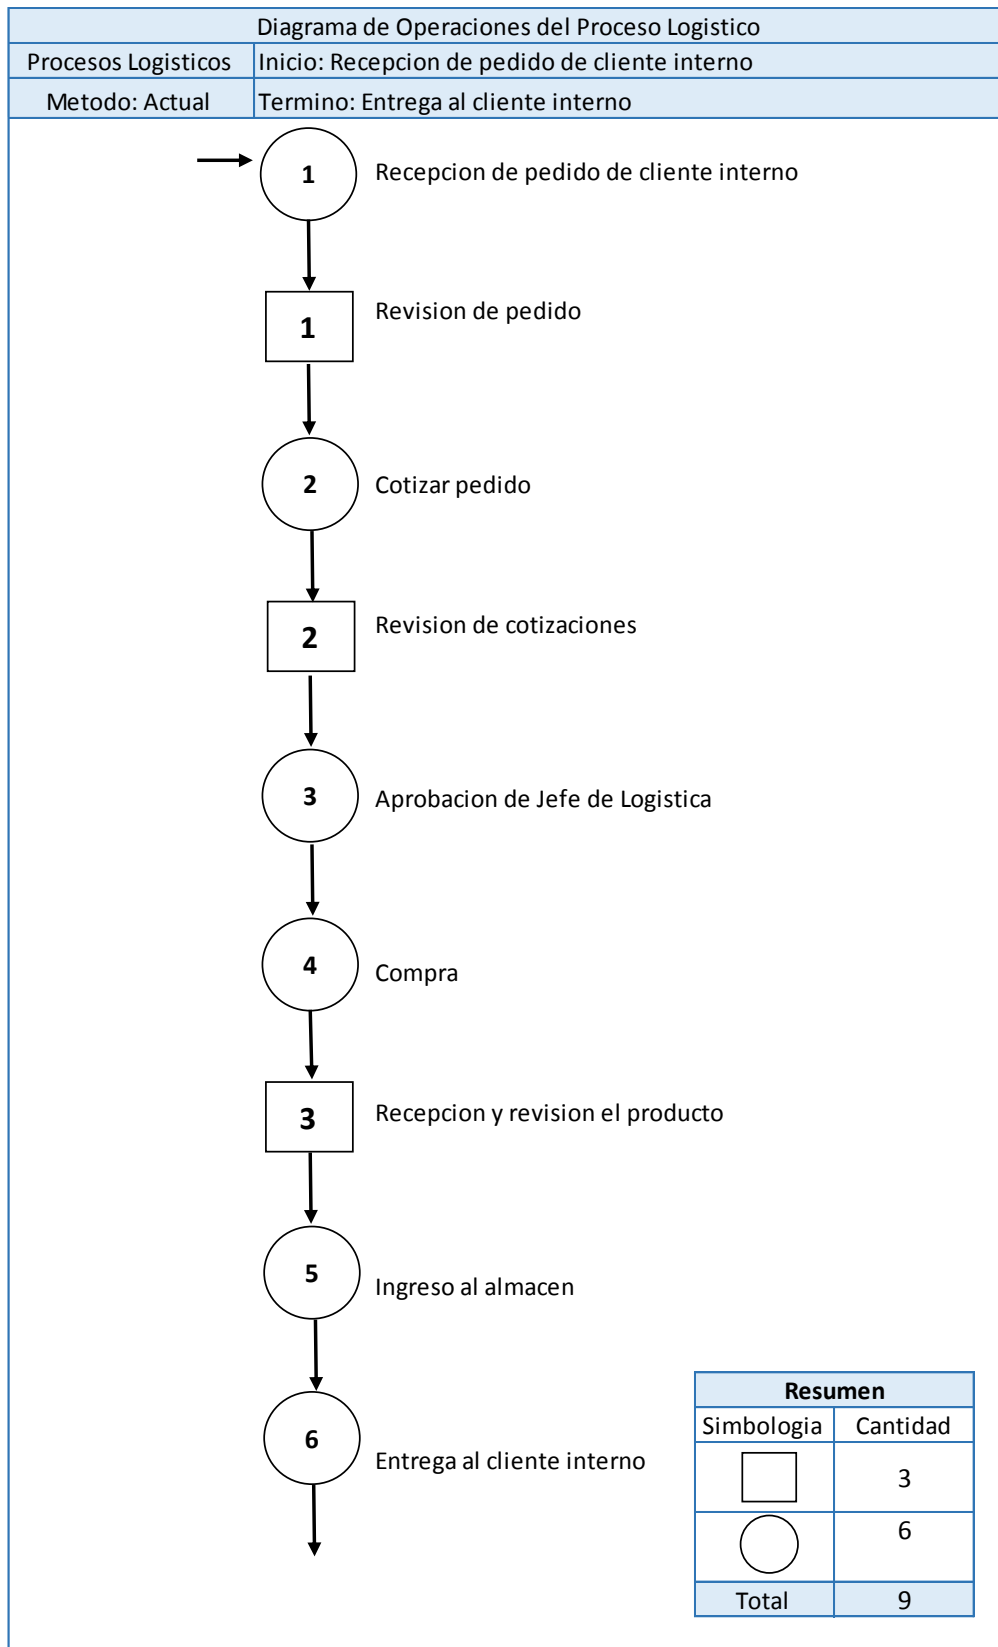 Diagrama de Operaciones del Proceso Logistico
Procesos Logisticos
Inicio: Recepcion de pedido de cliente interno
Metodo: Actual
Termino: Entrega al cliente interno
1
Recepcion de pedido de cliente interno
1
Revision de pedido
2
Cotizar pedido
2
Revision de cotizaciones
3
Aprobacion de Jefe de Logistica
4
Compra
3
Recepcion y revision el producto
5
Ingreso al almacen
6
Entrega al cliente interno
Resumen
Simbologia
Cantidad
3
6
Total
9